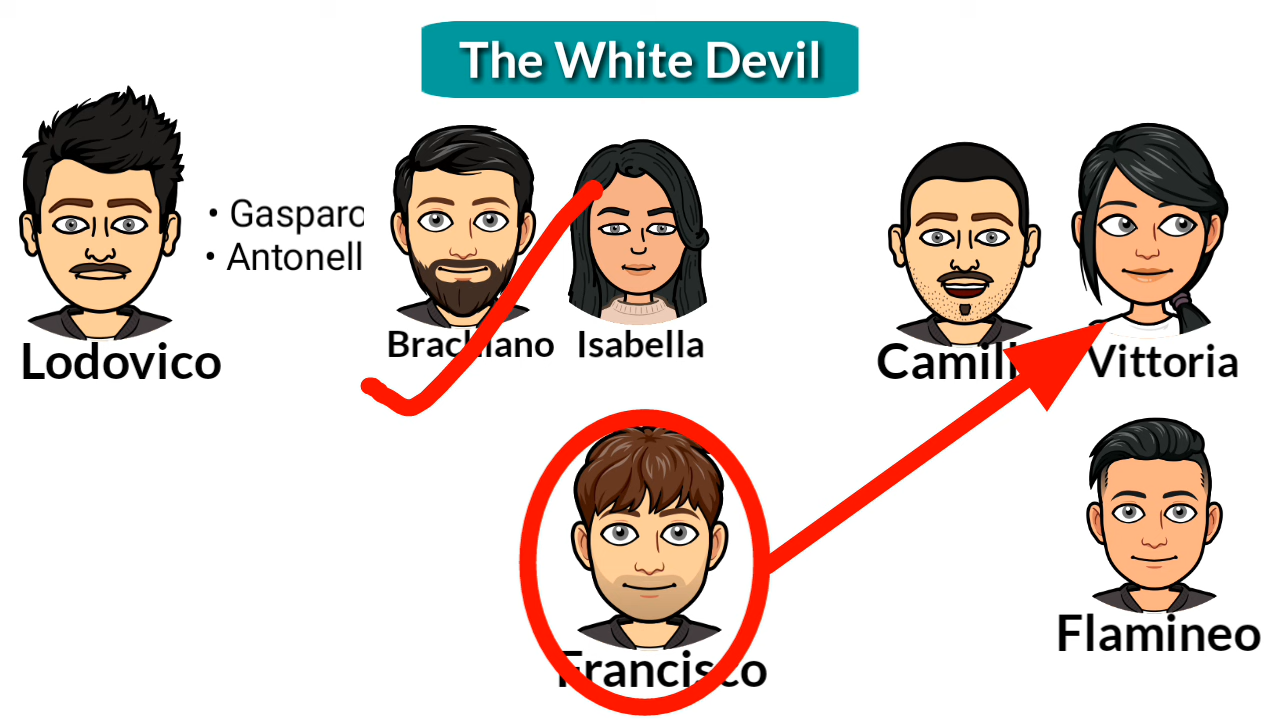 The White Devil
• Gasparo
• Antonell
Lodovico
Brachiano
Isabella
Camill
Vittoria
Francisco
Flamineo